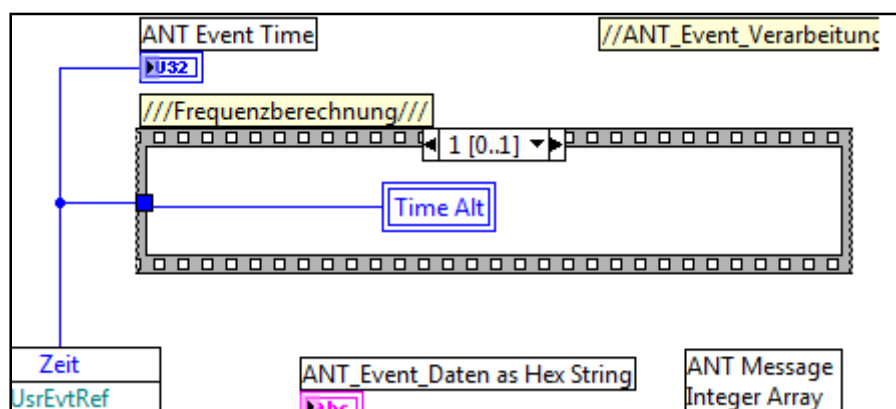 ANT Event Time
//ANT_Event_Verarbeitung
U32
///Frequenzberechnung///
1 [0..1]
Time Alt
Zeit
UsrEvtRef
ANT_Event_Daten as Hex String
abc
ANT Message
Integer Array